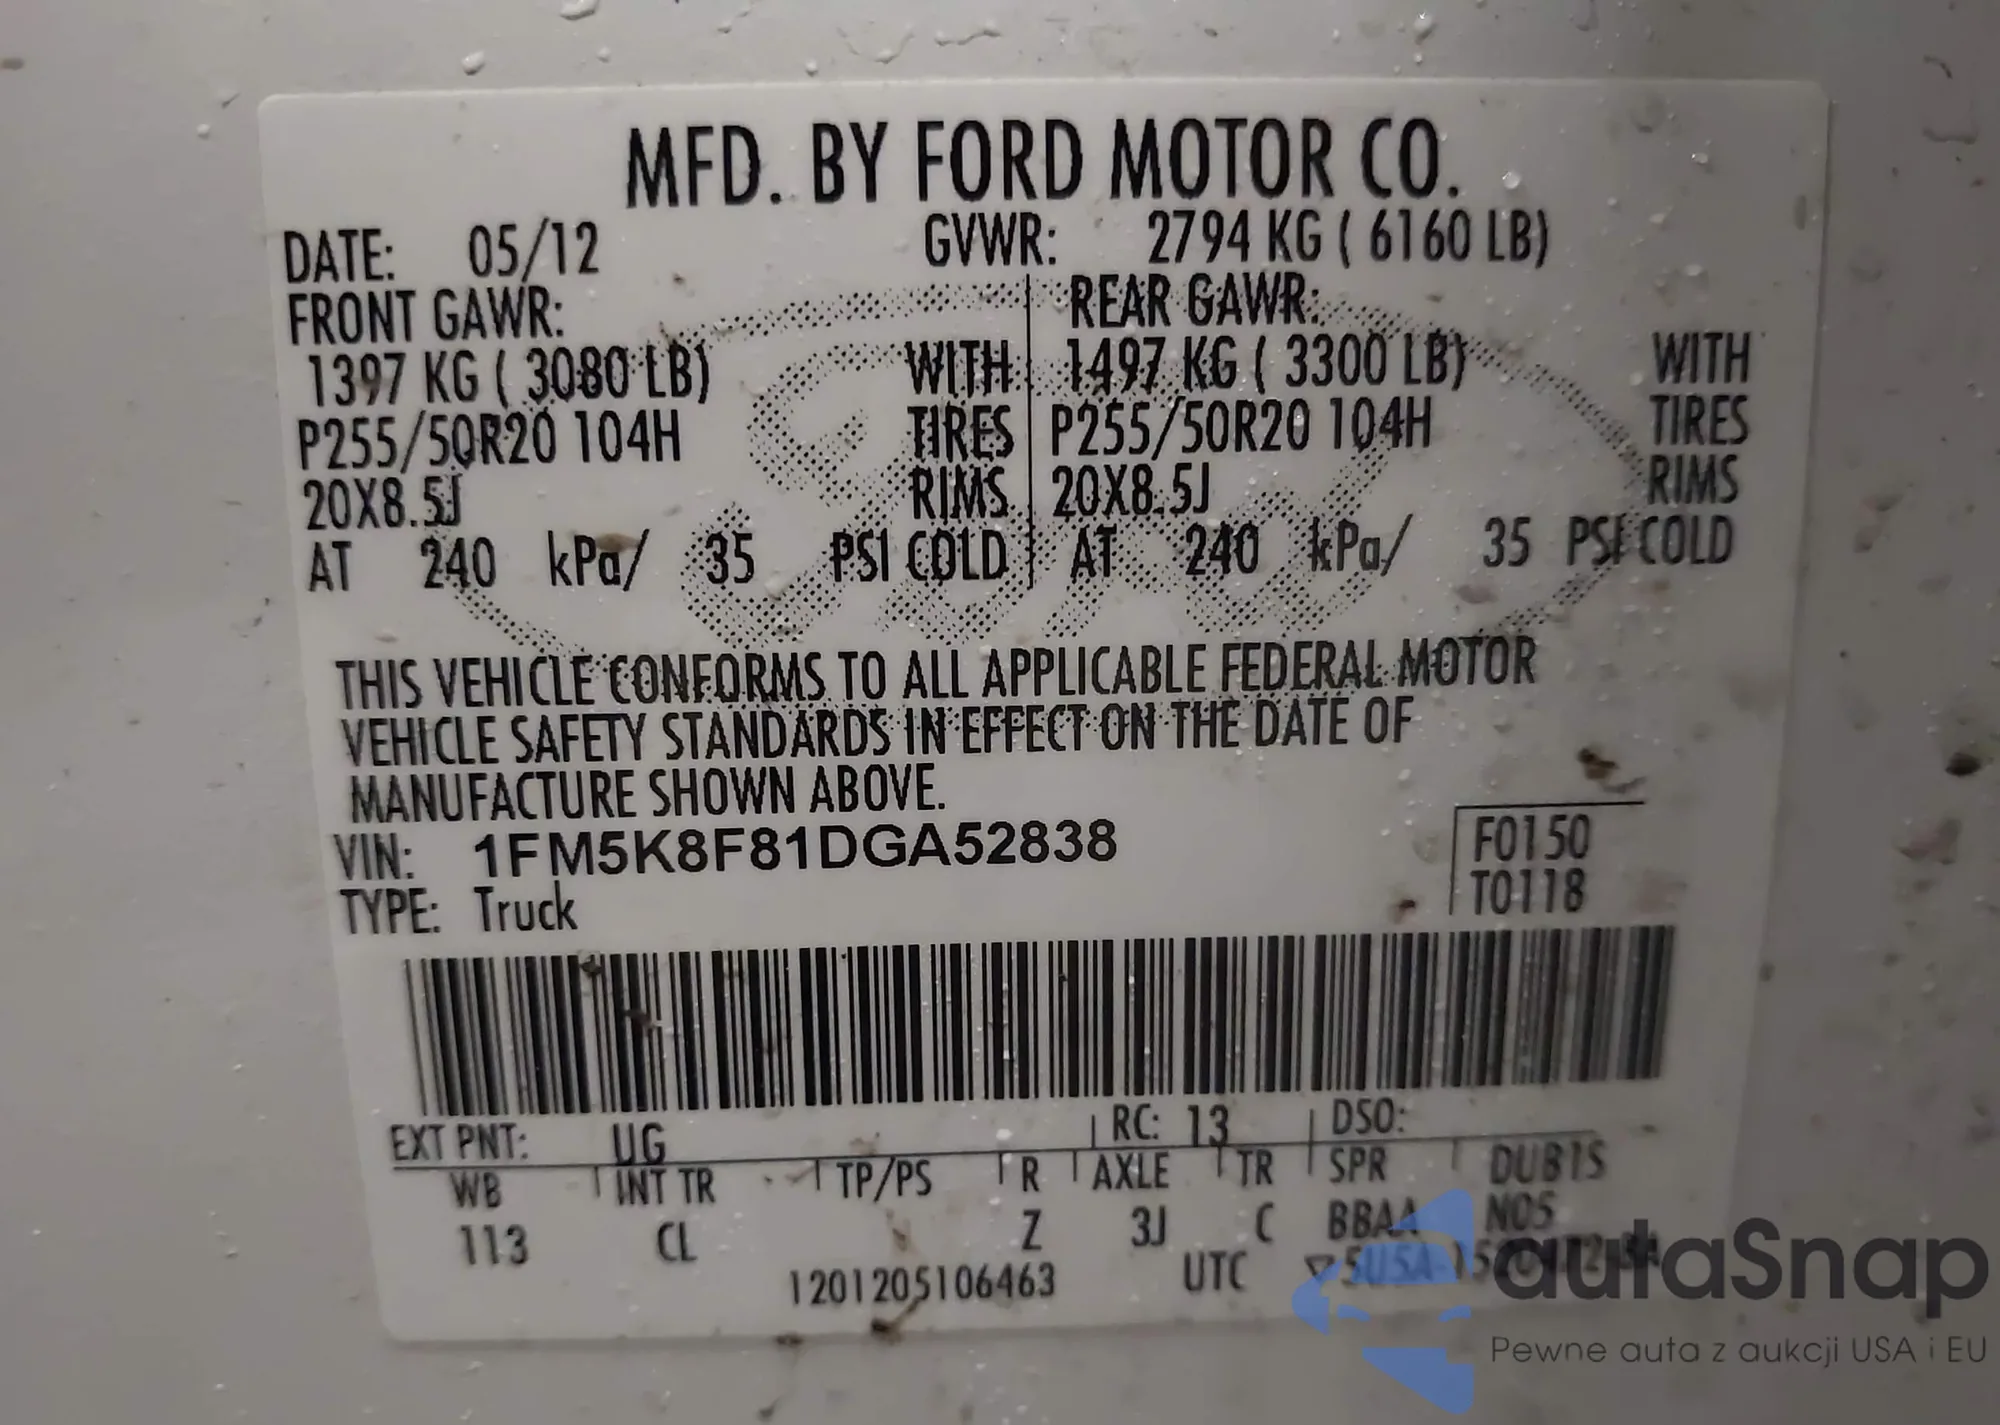 MFD. BY FORD MOTOR CO.
DATE: 05/12 GVWR: 2794 KG ( 6160 LB)
FRONT GAWR: REAR GAWR:
1397 KG ( 3080 LB) WITH 1497 KG ( 3300 LB) WITH
P255/50R20 104H TIRES P255/50R20 104H TIRES
20X8.5J RIMS 20X8.5J RIMS
AT 240 kPa/ 35 PSI COLD AT 240 kPa/ 35 PSI COLD
THIS VEHICLE CONFORMS TO ALL APPLICABLE FEDERAL MOTOR
VEHICLE SAFETY STANDARDS IN EFFECT ON THE DATE OF
MANUFACTURE SHOWN ABOVE.
VIN: 1FM5K8F81DGA52838
F0150
TYPE: Truck
T0118
EXT PNT: UG RC: 13 DSO:
WB INT TR TP/PS R AXLE TR SPR DUB1S
113 CL Z 3J C BBAA N05
1201205106463 UTC
autaSnap
Pewne auta z aukcji USA i EU